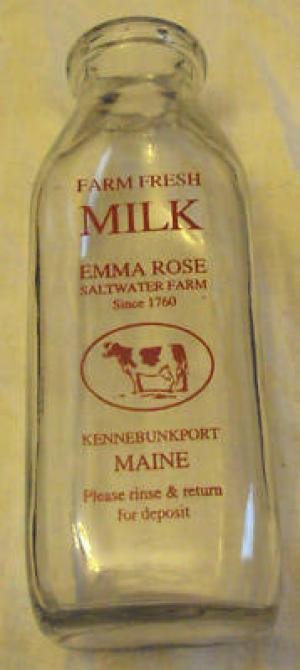 FARM FRESH
MILK
EMMA ROSE
SALTWATER FARM
Since 1760
KENNEBUNKPORT
MAINE
Please rinse & return
for deposit